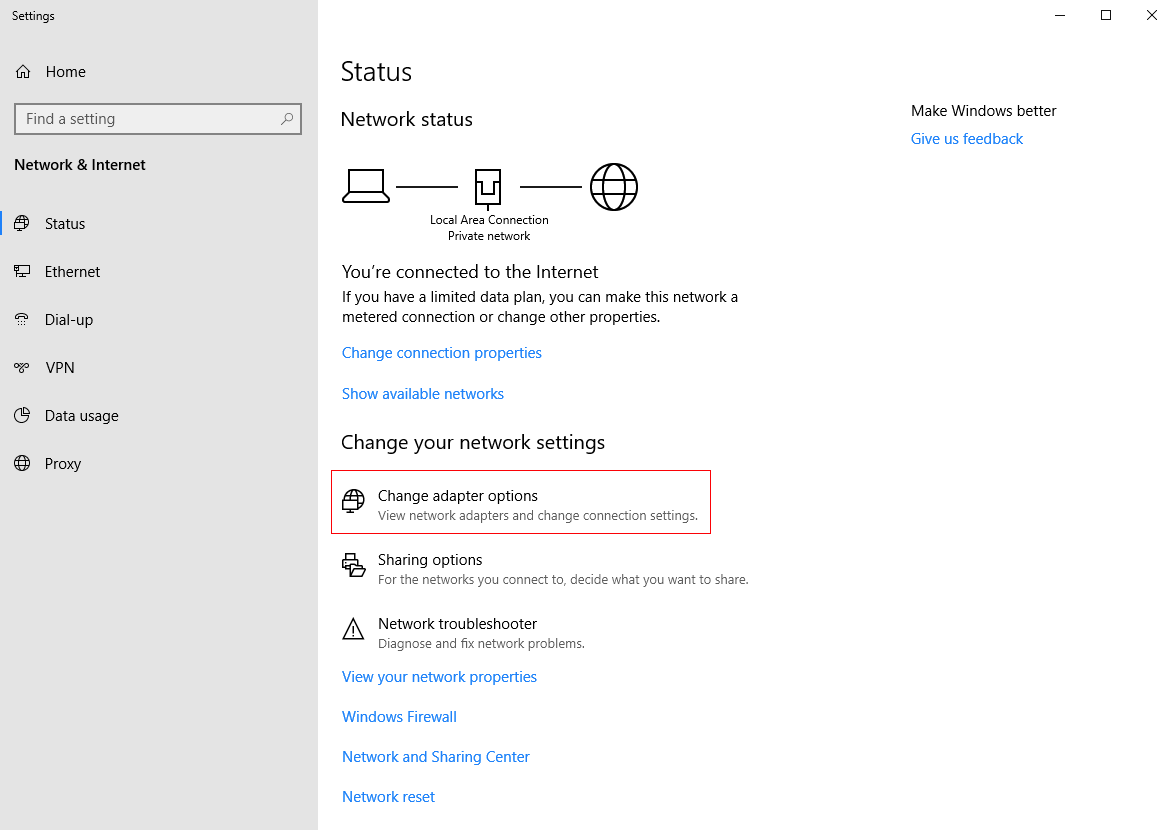 Settings
Home
Find a setting
Network & Internet
Status
Ethernet
Dial-up
VPN
Data usage
Proxy
Status
Network status
Local Area Connection
Private network
You're connected to the Internet
If you have a limited data plan, you can make this network a
metered connection or change other properties.
Change connection properties
Show available networks
Change your network settings
Change adapter options
View network adapters and change connection settings.
Sharing options
For the networks you connect to, decide what you want to share.
Network troubleshooter
Diagnose and fix network problems.
View your network properties
Windows Firewall
Network and Sharing Center
Network reset
Make Windows better
Give us feedback